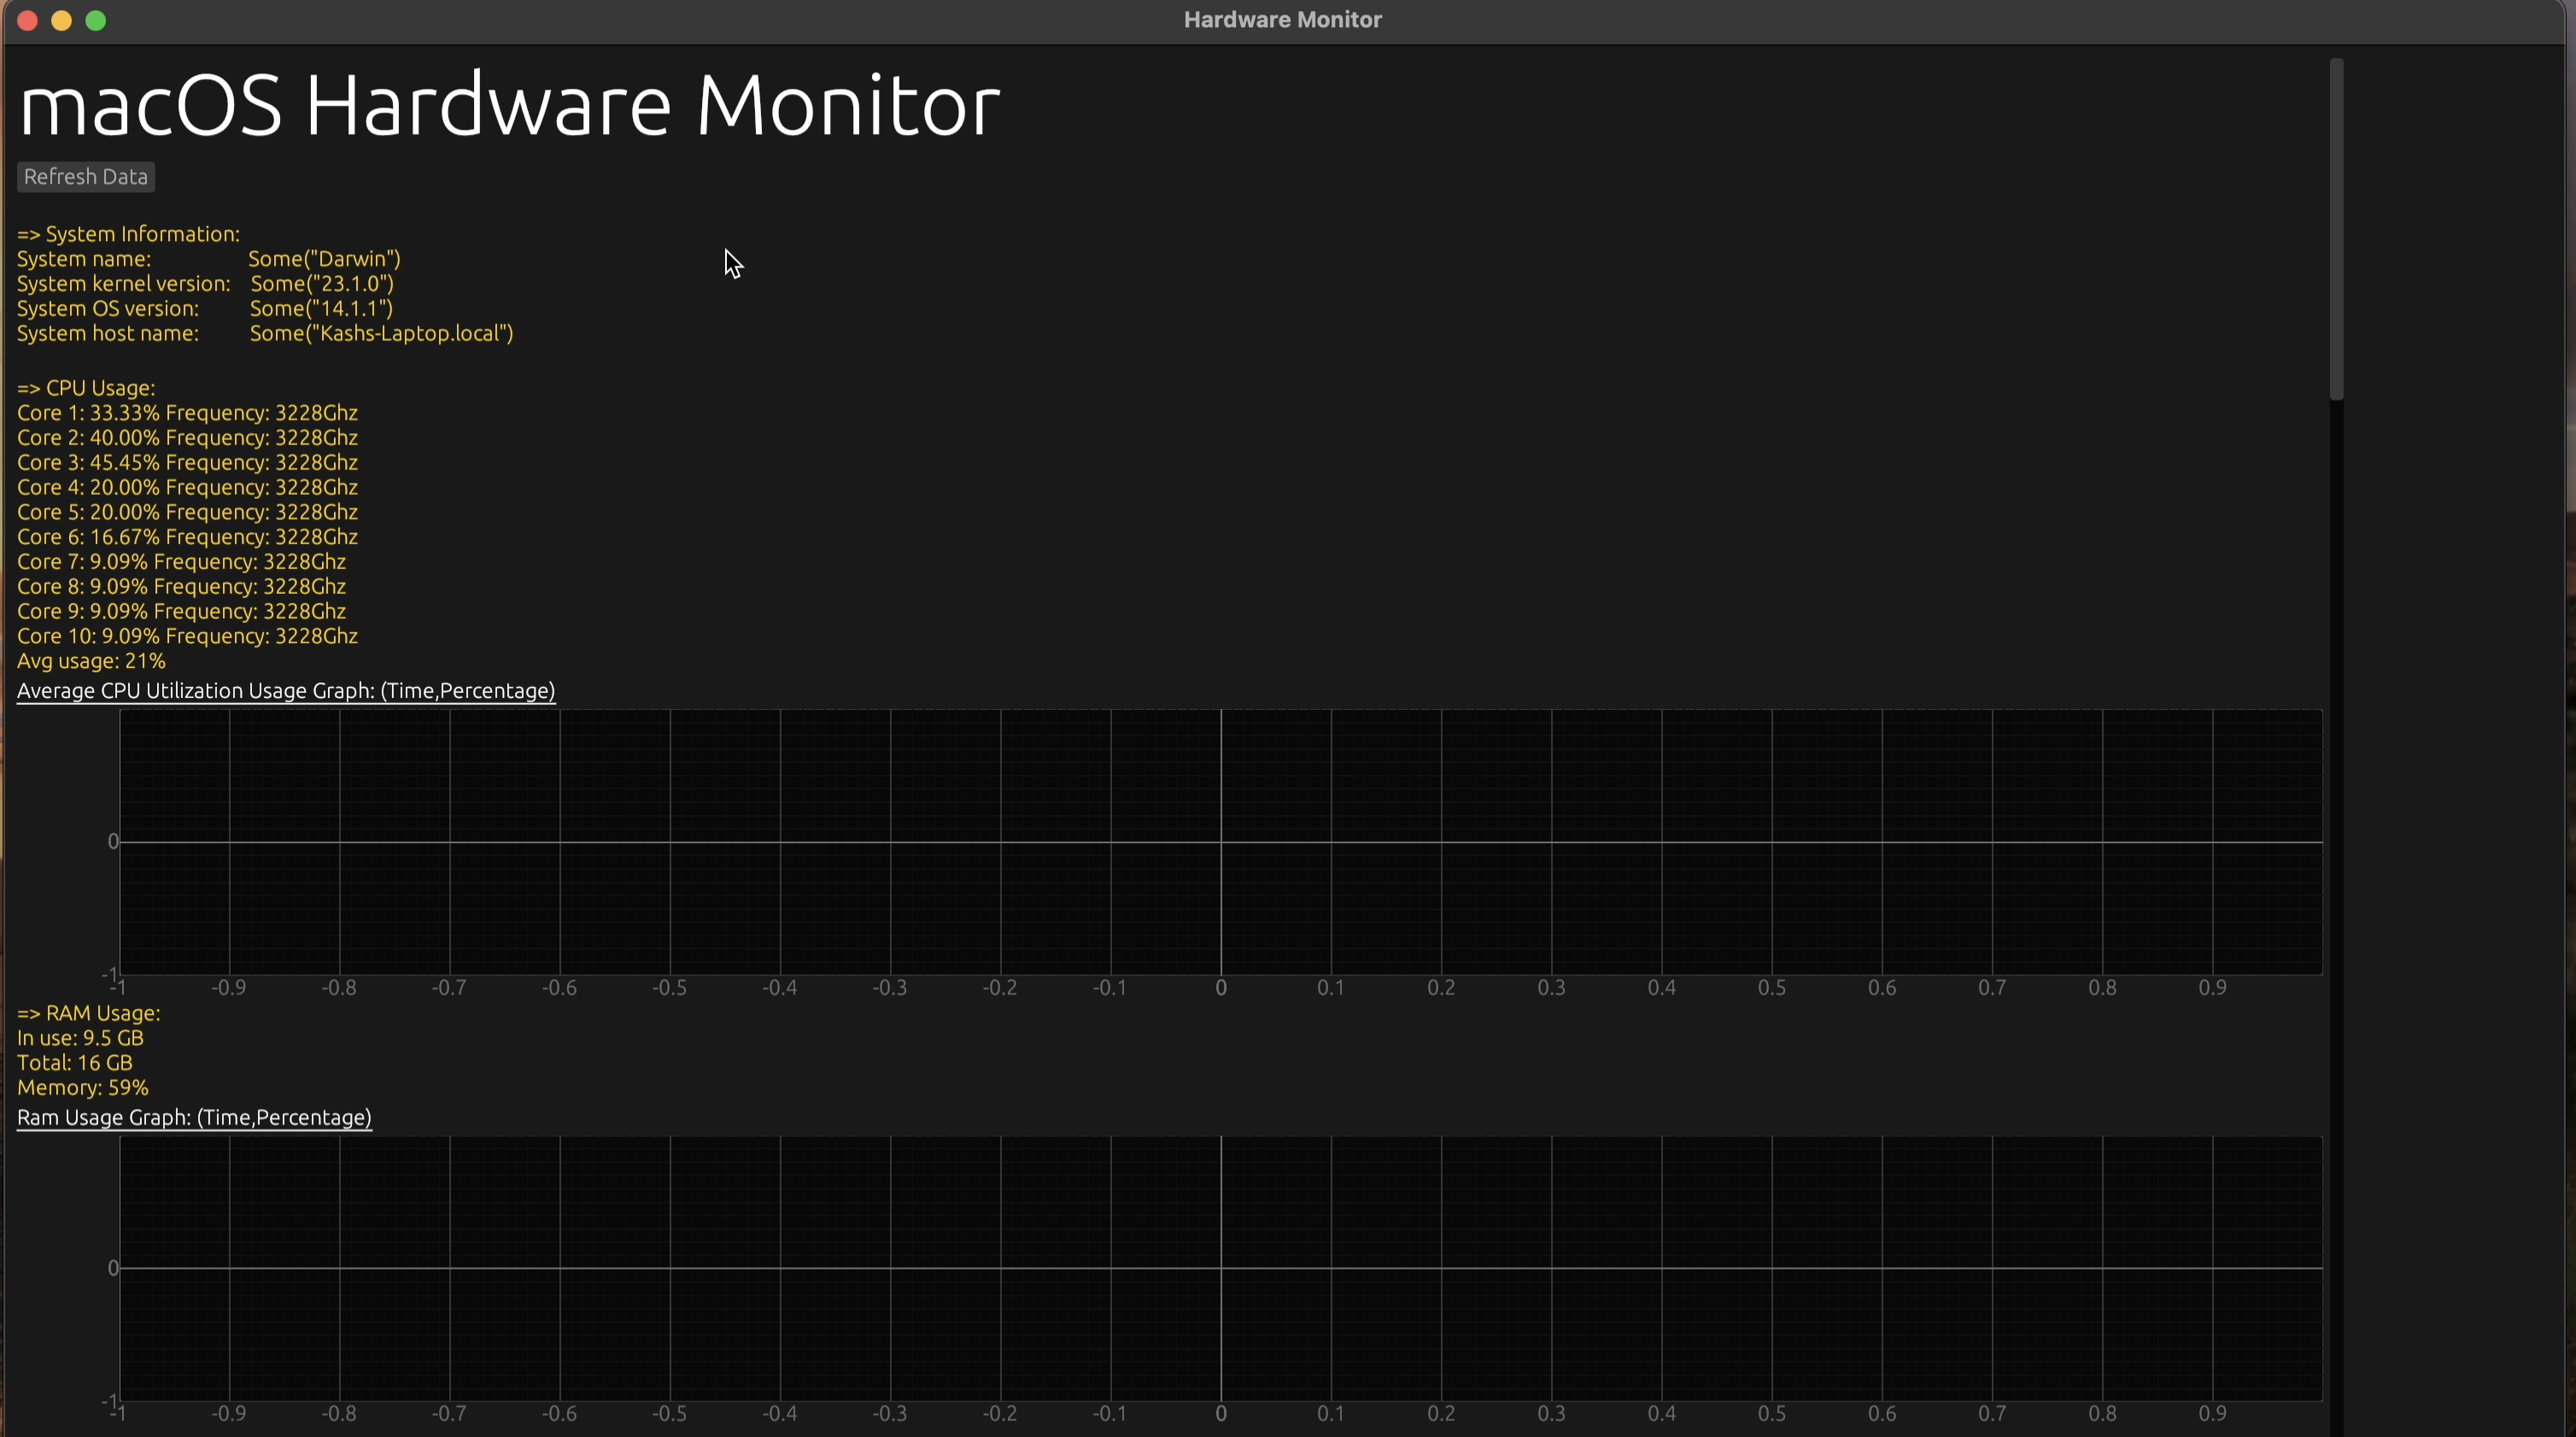 Hardware Monitor
macOS Hardware Monitor
Refresh Data
=> System Information:
System name: Some("Darwin")
System kernel version: Some("23.1.0")
System OS version: Some("14.1.1")
System host name: Some("Kashs-Laptop.local")
=> CPU Usage:
Core 1: 33.33% Frequency: 3228Ghz
Core 2: 40.00% Frequency: 3228Ghz
Core 3: 45.45% Frequency: 3228Ghz
Core 4: 20.00% Frequency: 3228Ghz
Core 5: 20.00% Frequency: 3228Ghz
Core 6: 16.67% Frequency: 3228Ghz
Core 7: 9.09% Frequency: 3228Ghz
Core 8: 9.09% Frequency: 3228Ghz
Core 9: 9.09% Frequency: 3228Ghz
Core 10: 9.09% Frequency: 3228Ghz
Avg usage: 21%
Average CPU Utilization Usage Graph: (Time,Percentage)
0
-1
-1 -0.9 -0.8 -0.7 -0.6 -0.5 -0.4 -0.3 -0.2 -0.1 0 0.1 0.2 0.3 0.4 0.5 0.6 0.7 0.8 0.9
=> RAM Usage:
In use: 9.5 GB
Total: 16 GB
Memory: 59%
Ram Usage Graph: (Time,Percentage)
0
-1
-1 -0.9 -0.8 -0.7 -0.6 -0.5 -0.4 -0.3 -0.2 -0.1 0 0.1 0.2 0.3 0.4 0.5 0.6 0.7 0.8 0.9